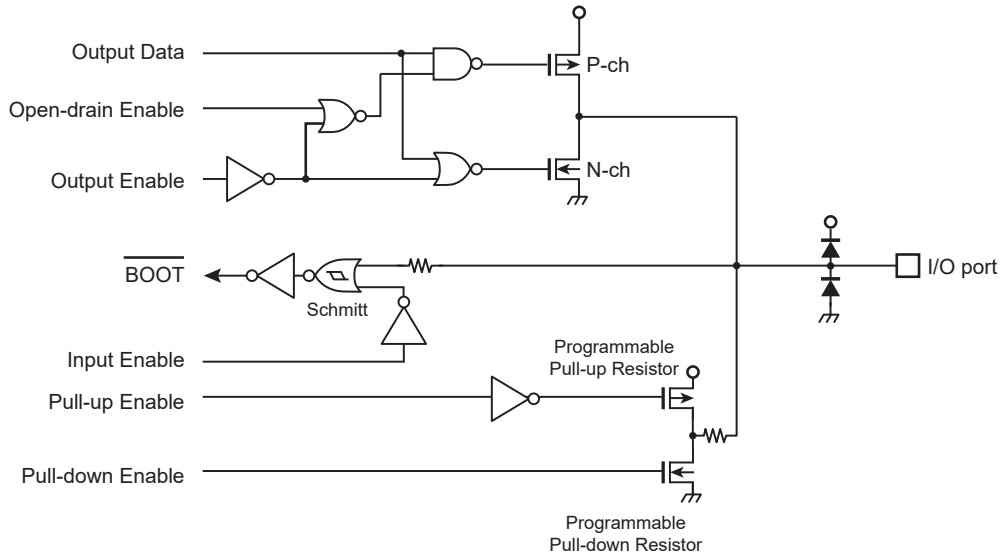 Output Data
P-ch
Open-drain Enable
Output Enable
N-ch
BOOT
I/O port
Schmitt
Input Enable
Programmable
Pull-up Resistor
Pull-up Enable
Pull-down Enable
Programmable
Pull-down Resistor